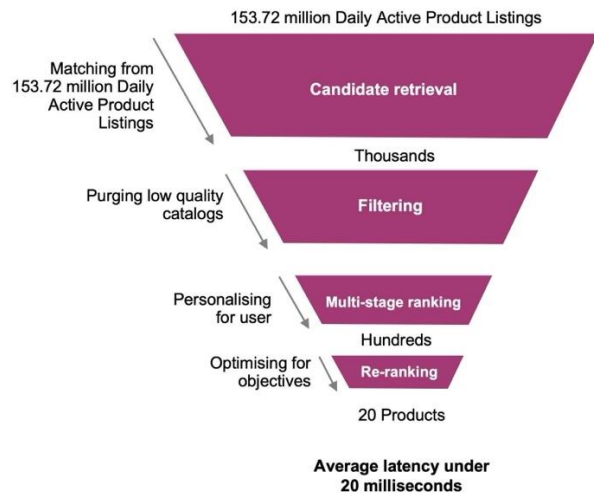 153.72 million Daily Active Product Listings
Matching from
153.72 million Daily
Active Product
Listings
Candidate retrieval
Thousands
Purging low quality
catalogs
Filtering
Personalising
for user
Multi-stage ranking
Hundreds
Optimising for
objectives
Re-ranking
20 Products
Average latency under
20 milliseconds